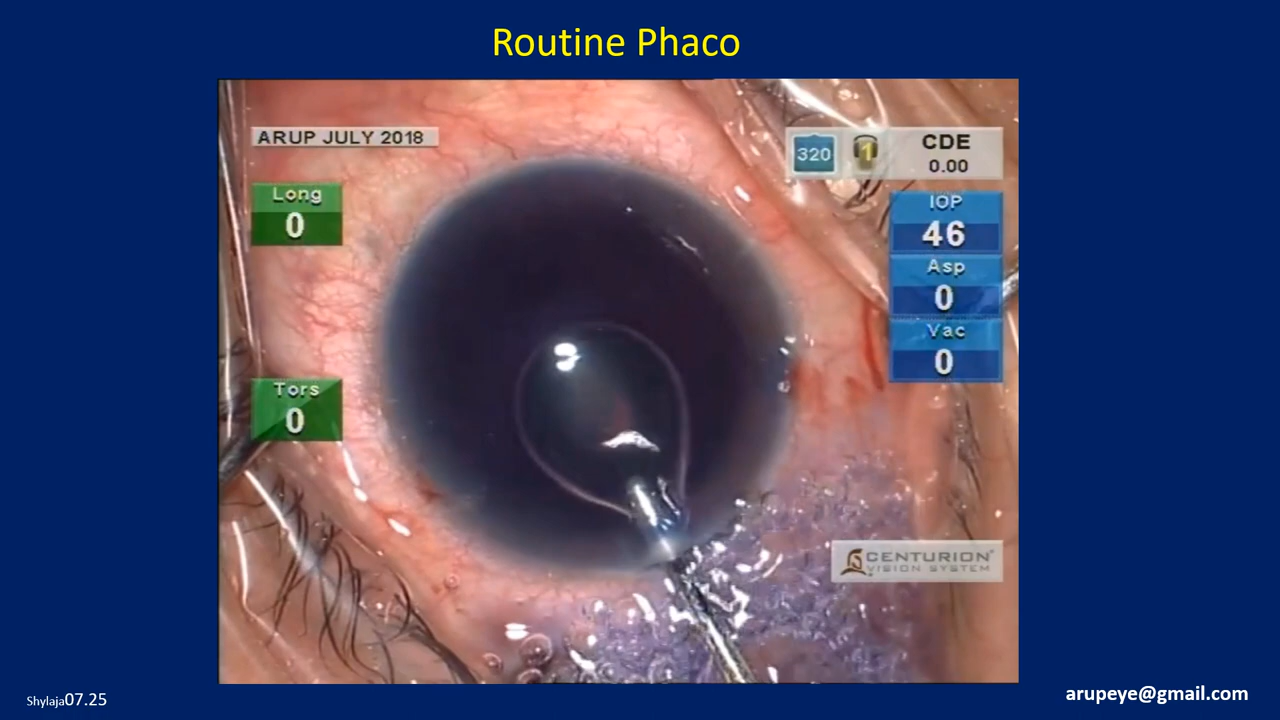 Routine Phaco
ARUP JULY 2018
320
1
CDE
0.00
Long
0
IOP
46
Asp
0
Vac
0
Tors
0
CENTURION®
VISION SYSTEM
Shylaja07.25
arupeye@gmail.com